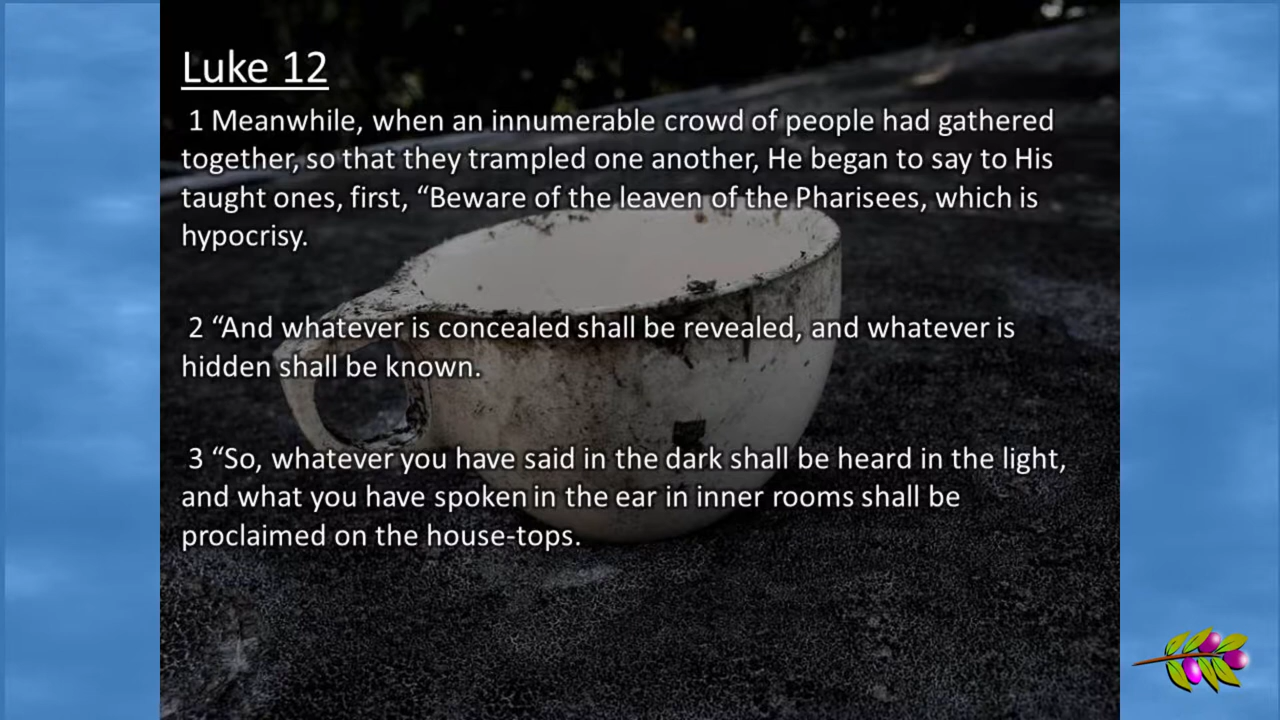 Luke 12
1 Meanwhile, when an innumerable crowd of people had gathered
together, so that they trampled one another, He began to say to His
taught ones, first, “Beware of the leaven of the Pharisees, which is
hypocrisy.
2 “And whatever is concealed shall be revealed, and whatever is
hidden shall be known.
3 “So, whatever you have said in the dark shall be heard in the light,
and what you have spoken in the ear in inner rooms shall be
proclaimed on the house-tops.